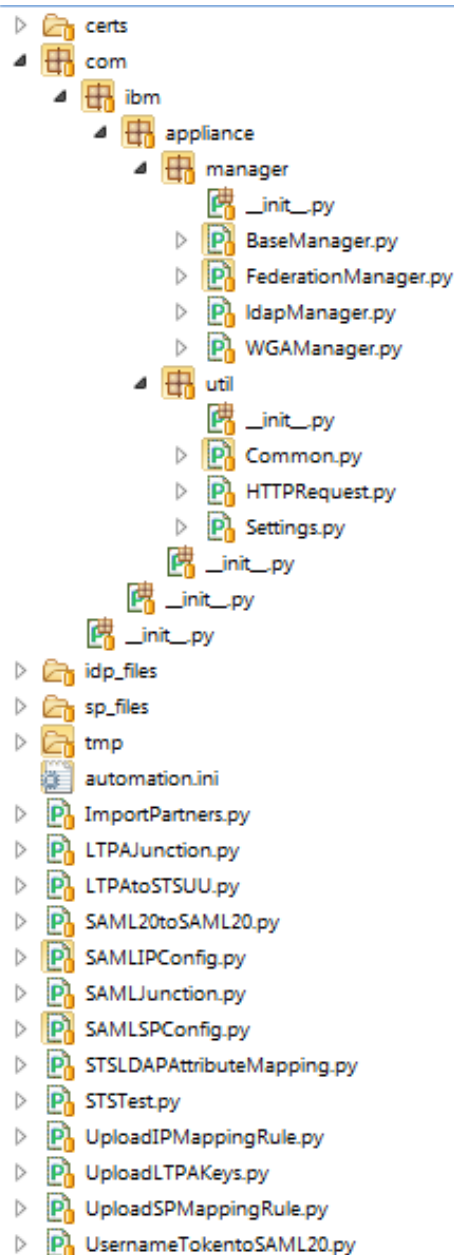 certs
com
ibm
appliance
manager
__init__.py
BaseManager.py
FederationManager.py
ldapManager.py
WGAManager.py
util
__init__.py
Common.py
HTTPRequest.py
Settings.py
__init__.py
__init__.py
__init__.py
idp_files
sp_files
tmp
automation.ini
ImportPartners.py
LTPAJunction.py
LTPAtoSTSUU.py
SAML20toSAML20.py
SAMLIPConfig.py
SAMLJunction.py
SAMLSPConfig.py
STSLDAPAttributeMapping.py
STSTest.py
UploadIPMappingRule.py
UploadLTPAKeys.py
UploadSPMappingRule.py
UsernameTokentoSAML20.py